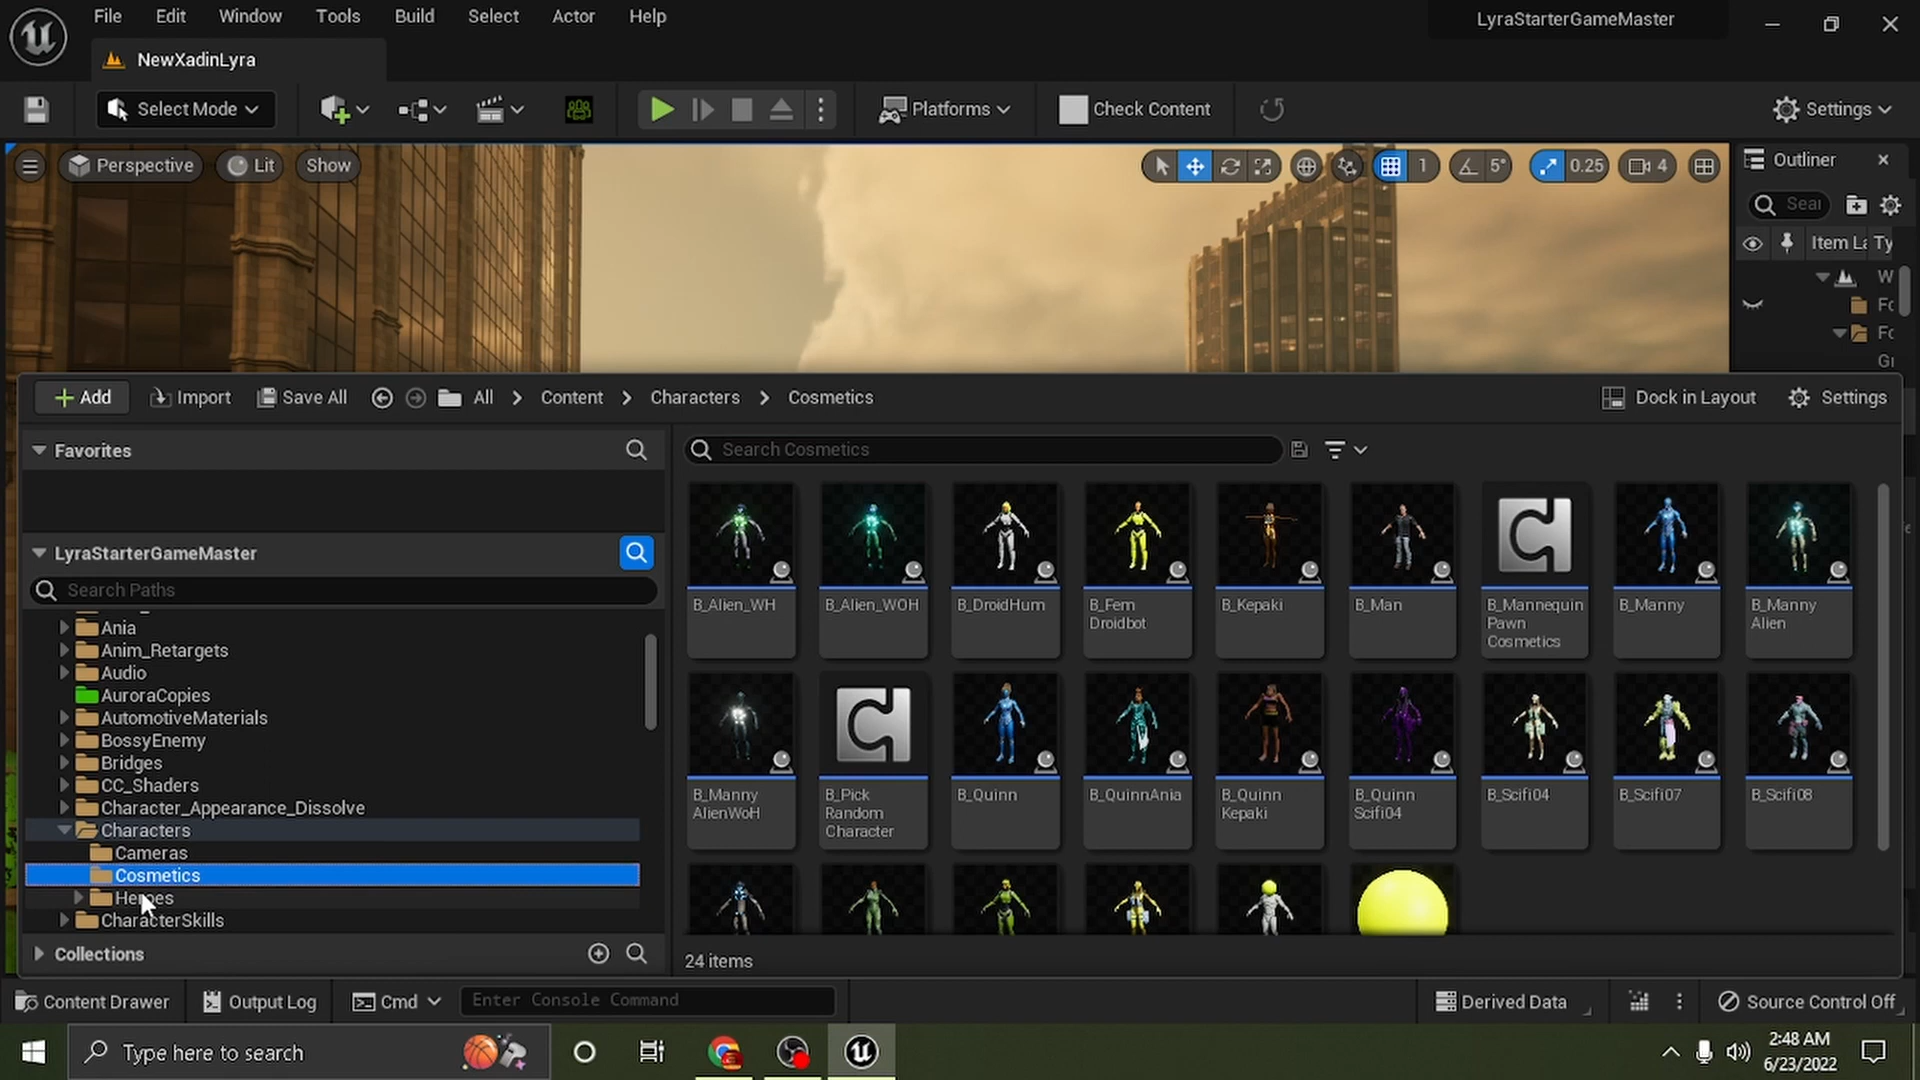 File Edit Window Tools Build Select Actor Help
LyraStarterGameMaster
NewXadinLyra
Select Mode
Platforms
Check Content
Settings
Perspective
Lit
Show
1
5°
0.25
4
Outliner
Sear
Item La
Ty
W
Fo
Fo
Gr
Add
Import
Save All
All
Content
Characters
Cosmetics
Dock in Layout
Settings
Favorites
LyraStarterGameMaster
Search Paths
Ania
Anim_Retargets
Audio
AuroraCopies
AutomotiveMaterials
BossyEnemy
Bridges
CC_Shaders
Character_Appearance_Dissolve
Characters
Cameras
Cosmetics
Heroes
CharacterSkills
Collections
Search Cosmetics
B_Alien_WH
B_Alien_WOH
B_DroidHum
B_Fem
Droidbot
B_Kepaki
B_Man
B_Mannequin
Pawn
Cosmetics
B_Manny
B_Manny
Alien
B_Manny
AlienWoH
B_Pick
Random
Character
B_Quinn
B_QuinnAnia
B_Quinn
Kepaki
B_Quinn
Scifi04
B_Scifi04
B_Scifi07
B_Scifi08
24 items
Content Drawer
Output Log
Cmd
Enter Console Command
Derived Data
Source Control Off
Type here to search
2:48 AM
6/23/2022